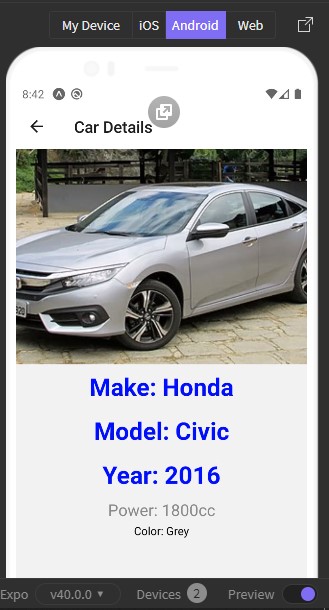 My Device iOS Android Web
8:42
Car Details
Make: Honda
Model: Civic
Year: 2016
Power: 1800cc
Color: Grey
Expo v40.0.0 Devices 2 Preview